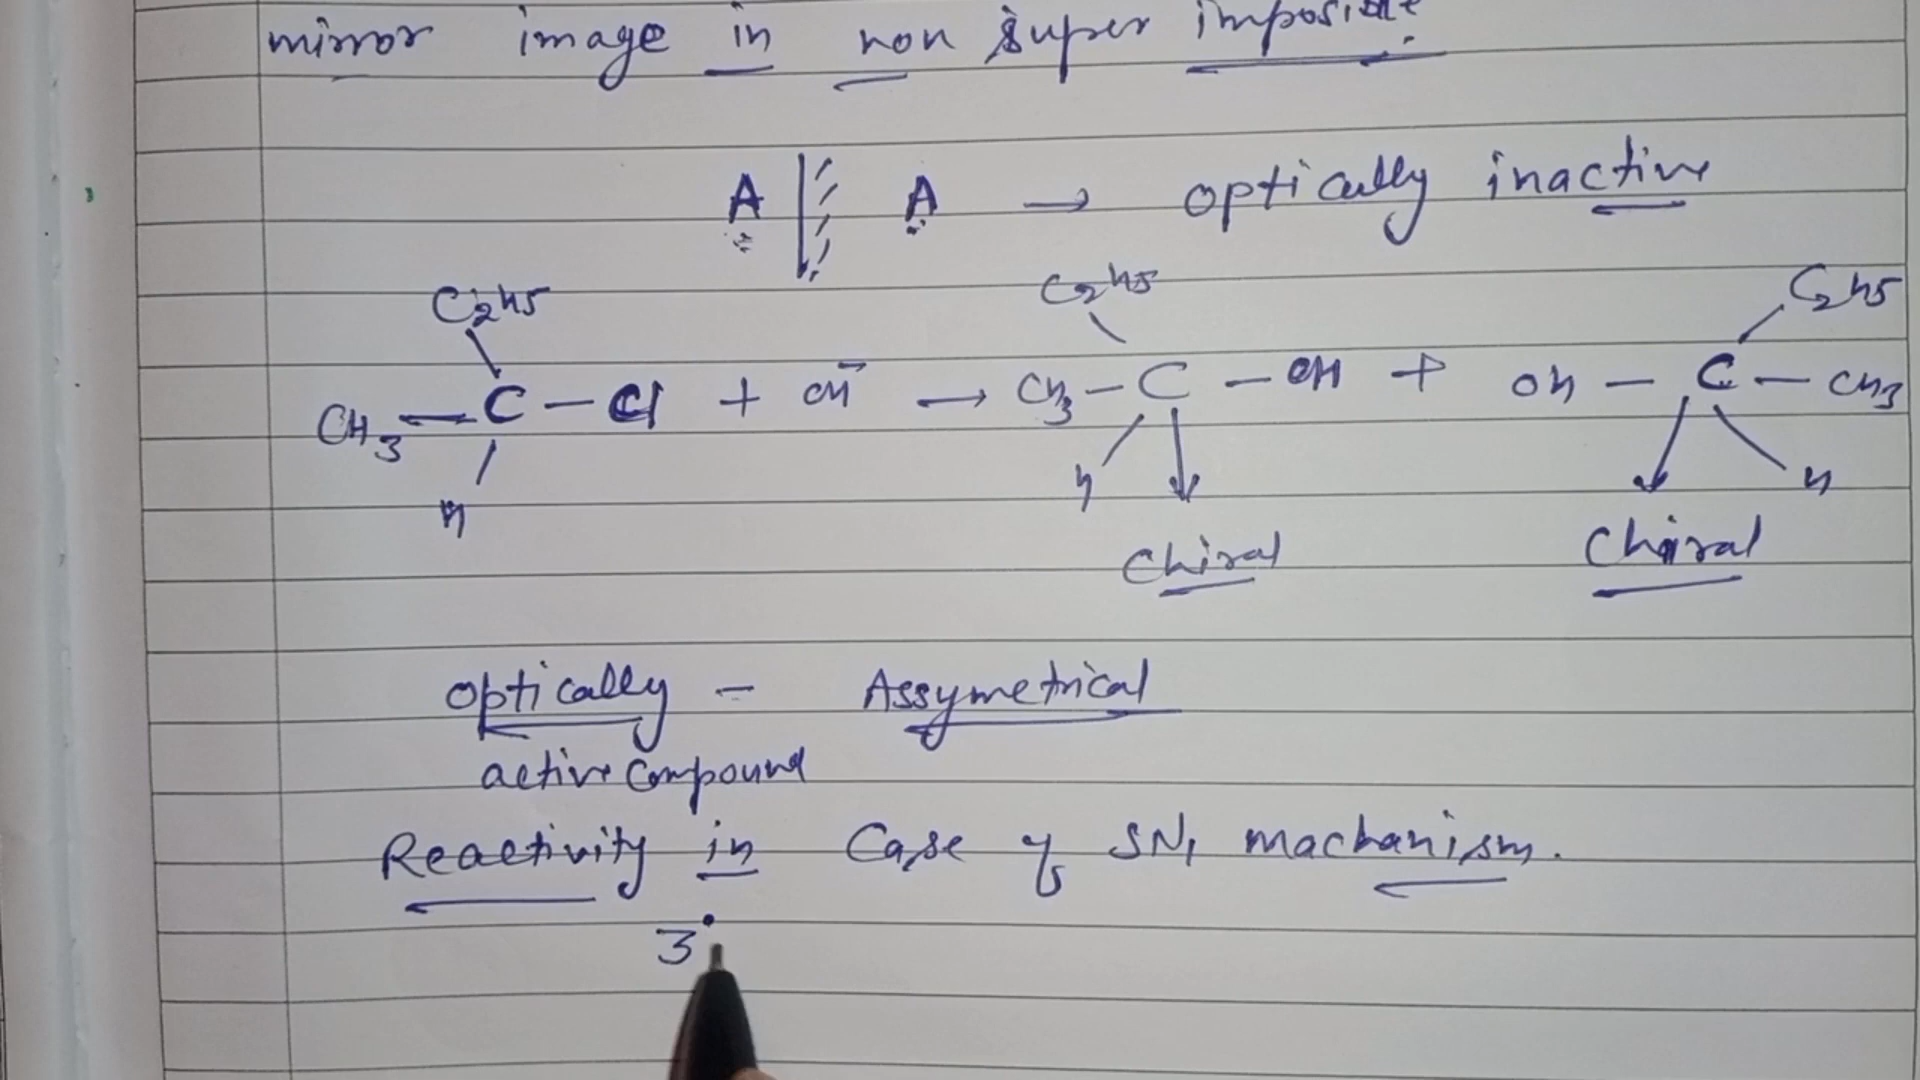 mirror image in non super imposible.
A A → optically inactive
C2H5 C2H5 C2H5
CH3 — C — Cl + OH⁻ → CH3 — C — OH + OH — C — CH3
H H H
Chiral Chiral
Optically - Assymetrical
active Compound
Reactivity in Case of SN1 machanism.
3°